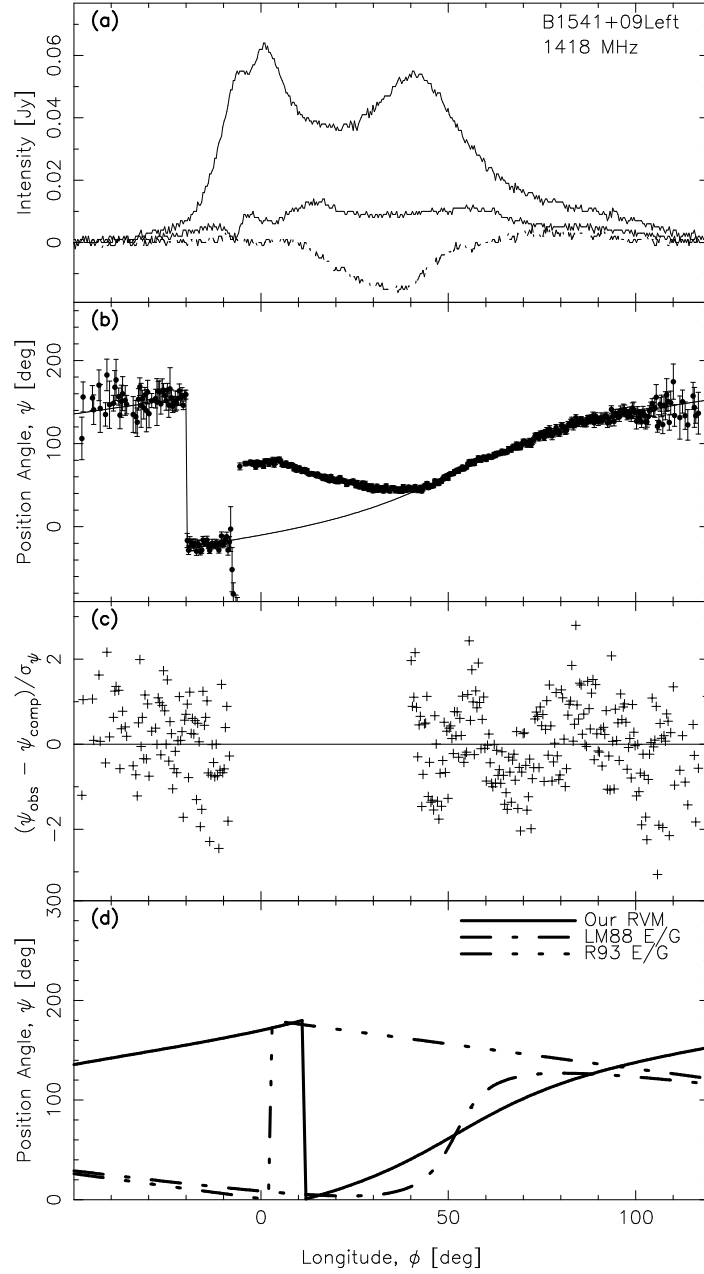 (a)
B1541+09Left
1418 MHz
Intensity [Jy]
0.06
0.04
0.02
0
(b)
Position Angle, ψ [deg]
200
100
0
(c)
(ψobs − ψcomp)/σψ
2
0
−2
(d)
Our RVM
LM88 E/G
R93 E/G
Position Angle, ψ [deg]
300
200
100
0
0
50
100
Longitude, φ [deg]